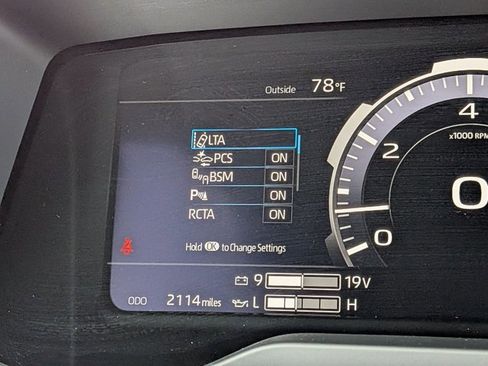 Outside 78°F
LTA
PCS ON
BSM ON
P ON
RCTA ON
Hold OK to Change Settings
9 19V
ODO 2114 miles L H
4
x1000 RPM
2
0
0